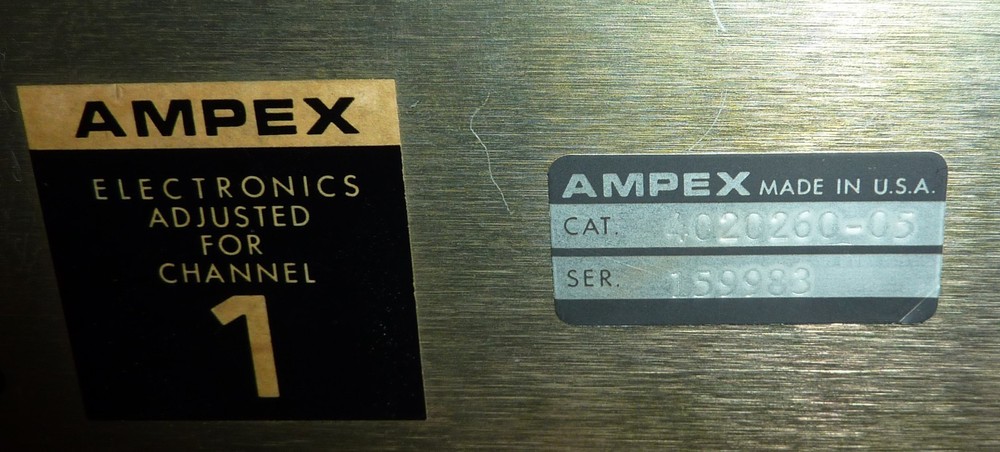 AMPEX
ELECTRONICS
ADJUSTED
FOR
CHANNEL
1
AMPEX MADE IN U.S.A.
CAT. 4020260-05
SER. 159983